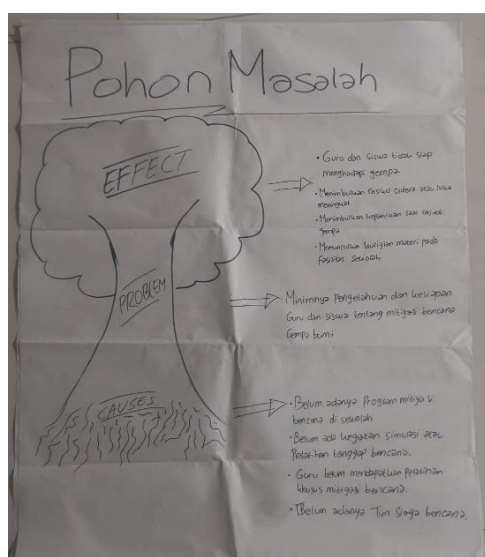 Pohon Masalah
EFFECT
• Guru dan Siswa tidak siap
menghadapi gempa
• Menimbulkan resiko cidera atau luka
meningkat
• Menimbulkan kepanikan saat terjadi
gempa
• Menimbulkan kerugian materi pada
Fasilitas sekolah
PROBLEM
Minimnya Pengetahuan dan kesiapan
Guru dan siswa tentang mitigasi bencana
Gempa bumi
CAUSES
• Belum adanya Program mitigasi
bencana di sekolah
• Belum ada kegiatan simulasi atau
Pelatihan tanggap bencana.
• Guru belum mendapatkan Pelatihan
khusus mitigasi bencana.
• Belum adanya Tim Siaga bencana.